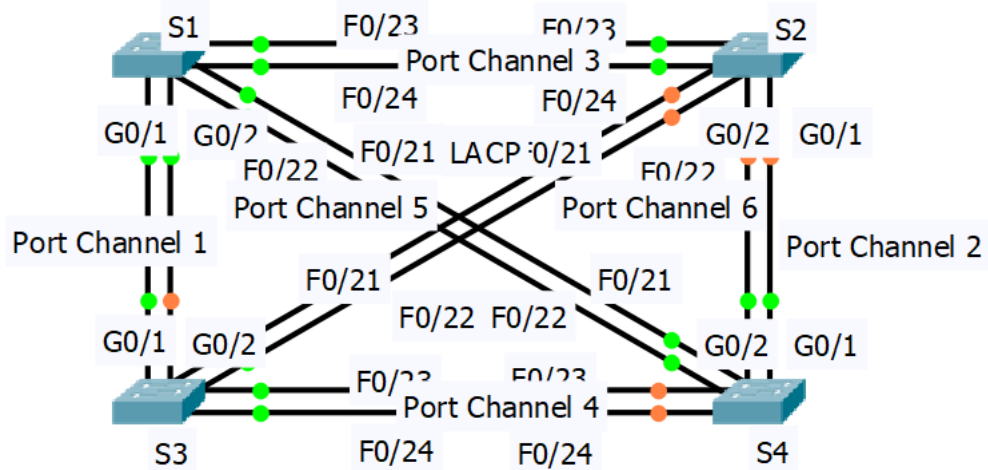 S1
F0/23
F0/23
S2
Port Channel 3
F0/24
F0/24
G0/1
G0/2
F0/21
LACP
F0/21
G0/2
G0/1
F0/22
F0/22
Port Channel 5
Port Channel 6
Port Channel 1
Port Channel 2
F0/21
F0/21
F0/22
F0/22
G0/1
G0/2
G0/2
G0/1
F0/23
F0/23
Port Channel 4
S3
F0/24
F0/24
S4